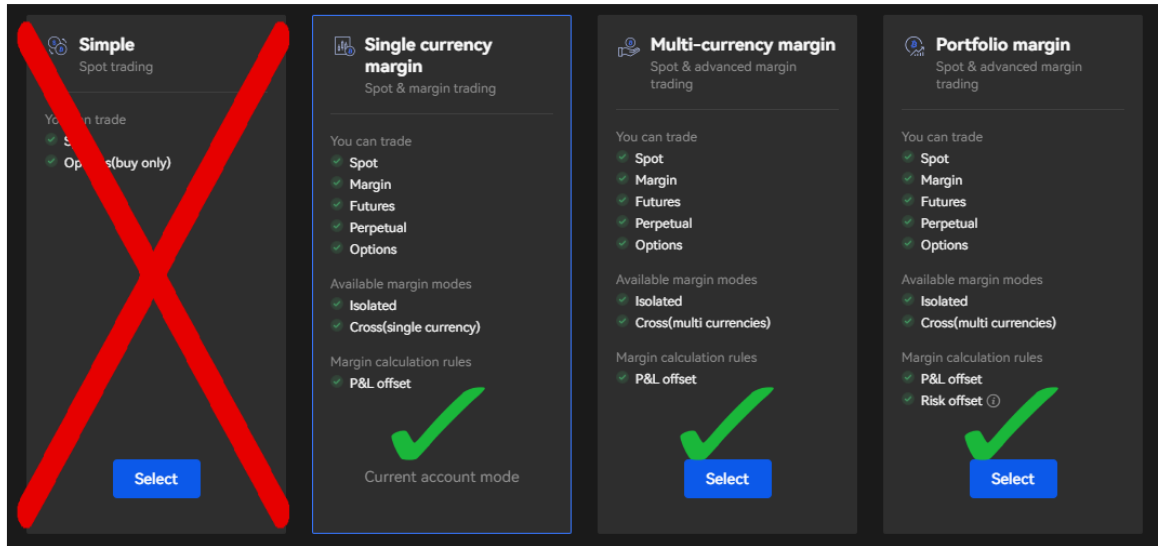 Simple
Spot trading
You can trade
Options(buy only)
Select
Single currency
margin
Spot & margin trading
You can trade
Spot
Margin
Futures
Perpetual
Options
Available margin modes
Isolated
Cross(single currency)
Margin calculation rules
P&L offset
Current account mode
Multi-currency margin
Spot & advanced margin
trading
You can trade
Spot
Margin
Futures
Perpetual
Options
Available margin modes
Isolated
Cross(multi currencies)
Margin calculation rules
P&L offset
Select
Portfolio margin
Spot & advanced margin
trading
You can trade
Spot
Margin
Futures
Perpetual
Options
Available margin modes
Isolated
Cross(multi currencies)
Margin calculation rules
P&L offset
Risk offset
Select